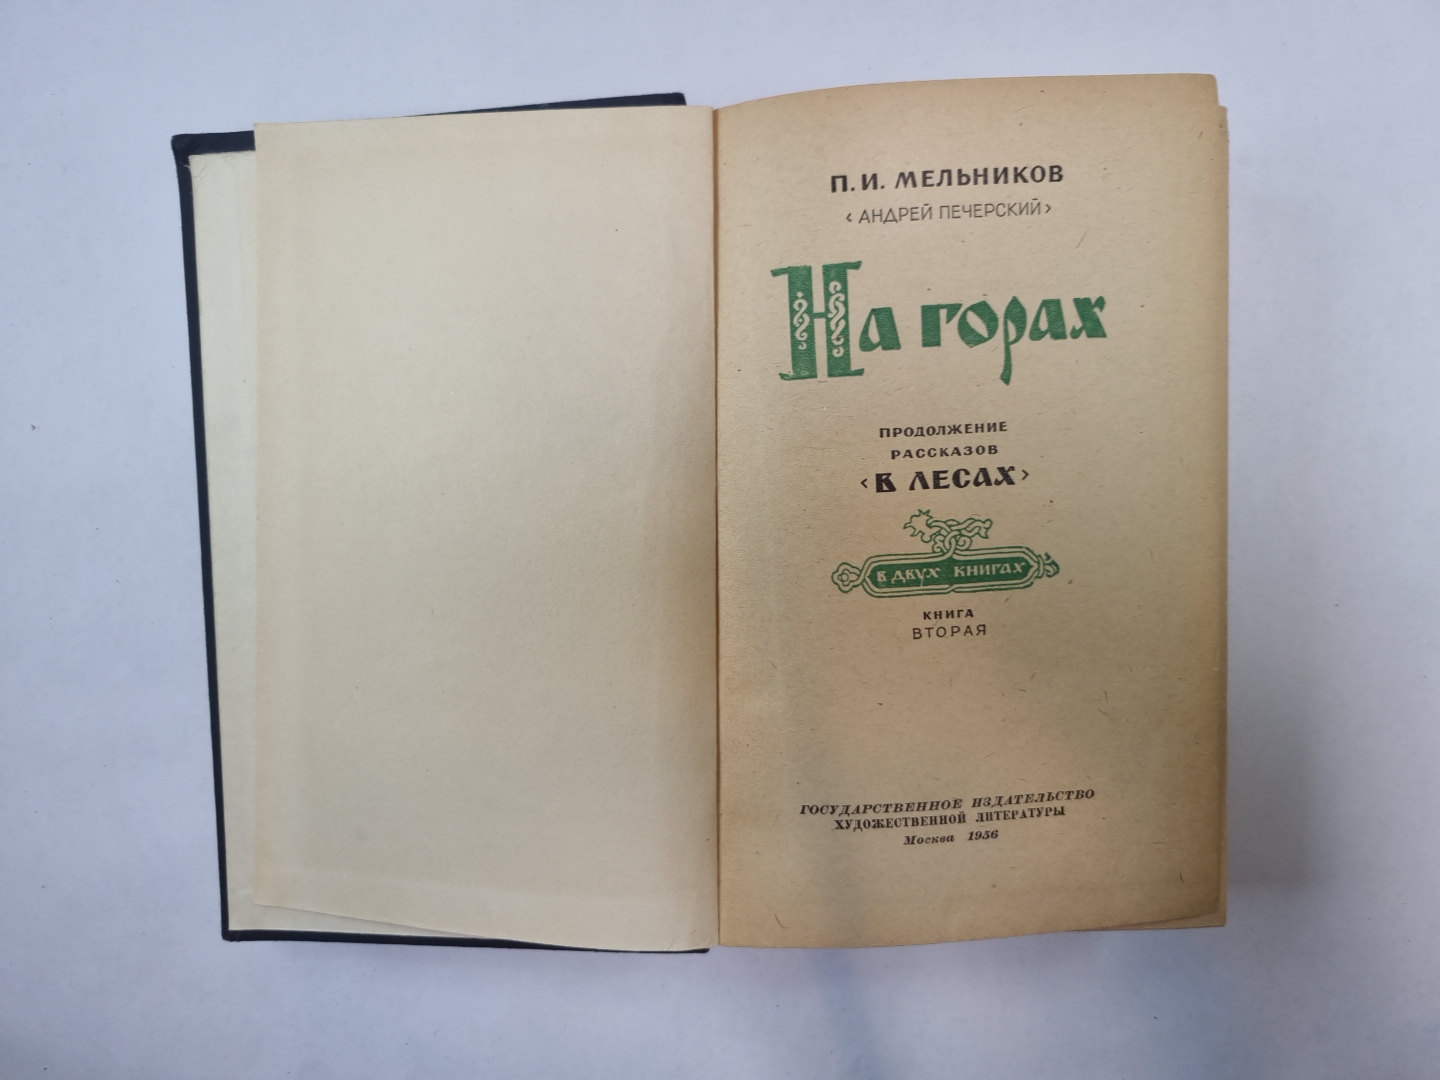 П. И. МЕЛЬНИКОВ
‹ АНДРЕЙ ПЕЧЕРСКИЙ ›
На горах
ПРОДОЛЖЕНИЕ
РАССКАЗОВ
‹ В ЛЕСАХ ›
В ДВУХ КНИГАХ
КНИГА
ВТОРАЯ
ГОСУДАРСТВЕННОЕ ИЗДАТЕЛЬСТВО
ХУДОЖЕСТВЕННОЙ ЛИТЕРАТУРЫ
Москва 1956